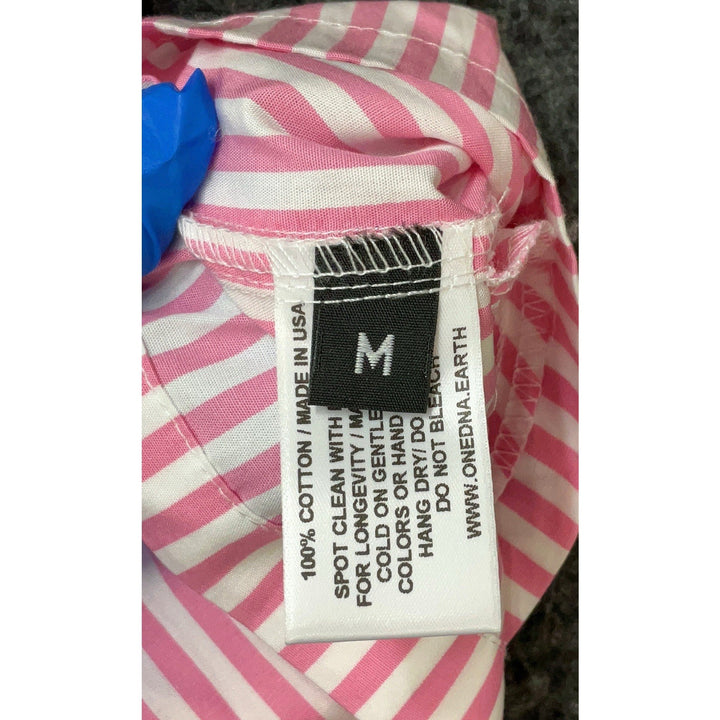 M
100% COTTON / MADE IN USA
SPOT CLEAN WITH
FOR LONGEVITY /
COLD ON GENTLE
COLORS OR HAND
HANG DRY/ DO
DO NOT BLEACH
WWW.ONEDNA.EARTH